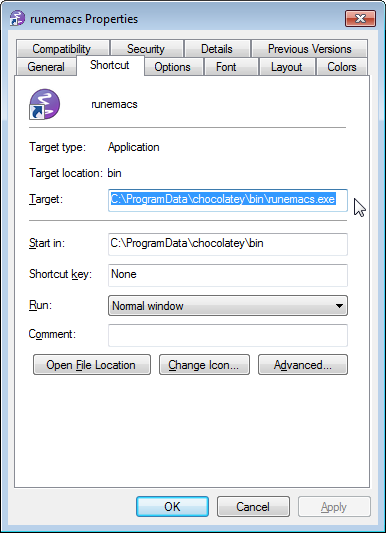 runemacs Properties
Compatibility Security Details Previous Versions
General Shortcut Options Font Layout Colors
runemacs
Target type: Application
Target location: bin
Target: C:\ProgramData\chocolatey\bin\runemacs.exe
Start in: C:\ProgramData\chocolatey\bin
Shortcut key: None
Run: Normal window
Comment:
Open File Location Change Icon... Advanced...
OK Cancel Apply